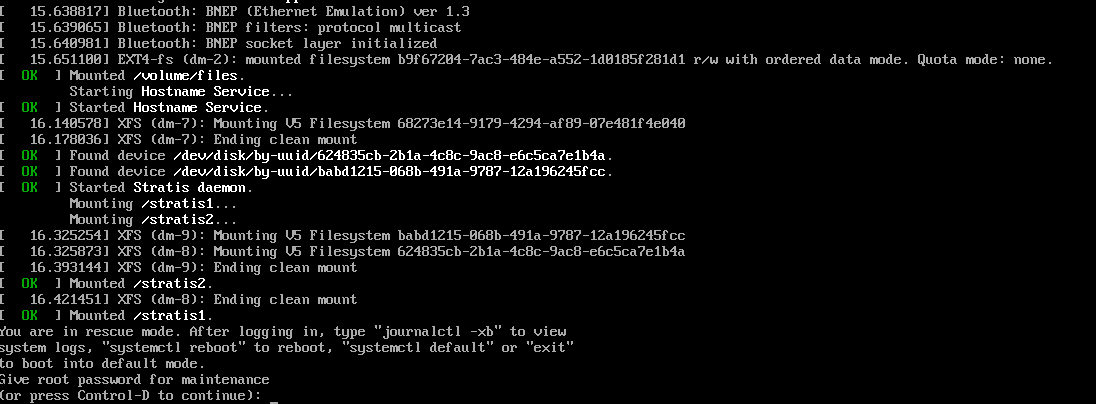 [   15.638817] Bluetooth: BNEP (Ethernet Emulation) ver 1.3
[   15.639065] Bluetooth: BNEP filters: protocol multicast
[   15.640981] Bluetooth: BNEP socket layer initialized
[   15.651100] EXT4-fs (dm-2): mounted filesystem b9f67204-7ac3-484e-a552-1d0185f281d1 r/w with ordered data mode. Quota mode: none.
[  OK  ] Mounted /volume/files.
         Starting Hostname Service...
[  OK  ] Started Hostname Service.
[   16.140578] XFS (dm-7): Mounting V5 Filesystem 68273e14-9179-4294-af89-07e481f4e040
[   16.178036] XFS (dm-7): Ending clean mount
[  OK  ] Found device /dev/disk/by-uuid/624835cb-2b1a-4c8c-9ac8-e6c5ca7e1b4a.
[  OK  ] Found device /dev/disk/by-uuid/babd1215-068b-491a-9787-12a196245fcc.
[  OK  ] Started Stratis daemon.
         Mounting /stratis1...
         Mounting /stratis2...
[   16.325254] XFS (dm-9): Mounting V5 Filesystem babd1215-068b-491a-9787-12a196245fcc
[   16.325873] XFS (dm-8): Mounting V5 Filesystem 624835cb-2b1a-4c8c-9ac8-e6c5ca7e1b4a
[   16.393144] XFS (dm-9): Ending clean mount
[  OK  ] Mounted /stratis2.
[   16.421451] XFS (dm-8): Ending clean mount
[  OK  ] Mounted /stratis1.
You are in rescue mode. After logging in, type "journalctl -xb" to view
system logs, "systemctl reboot" to reboot, "systemctl default" or "exit"
to boot into default mode.
Give root password for maintenance
(or press Control-D to continue): _